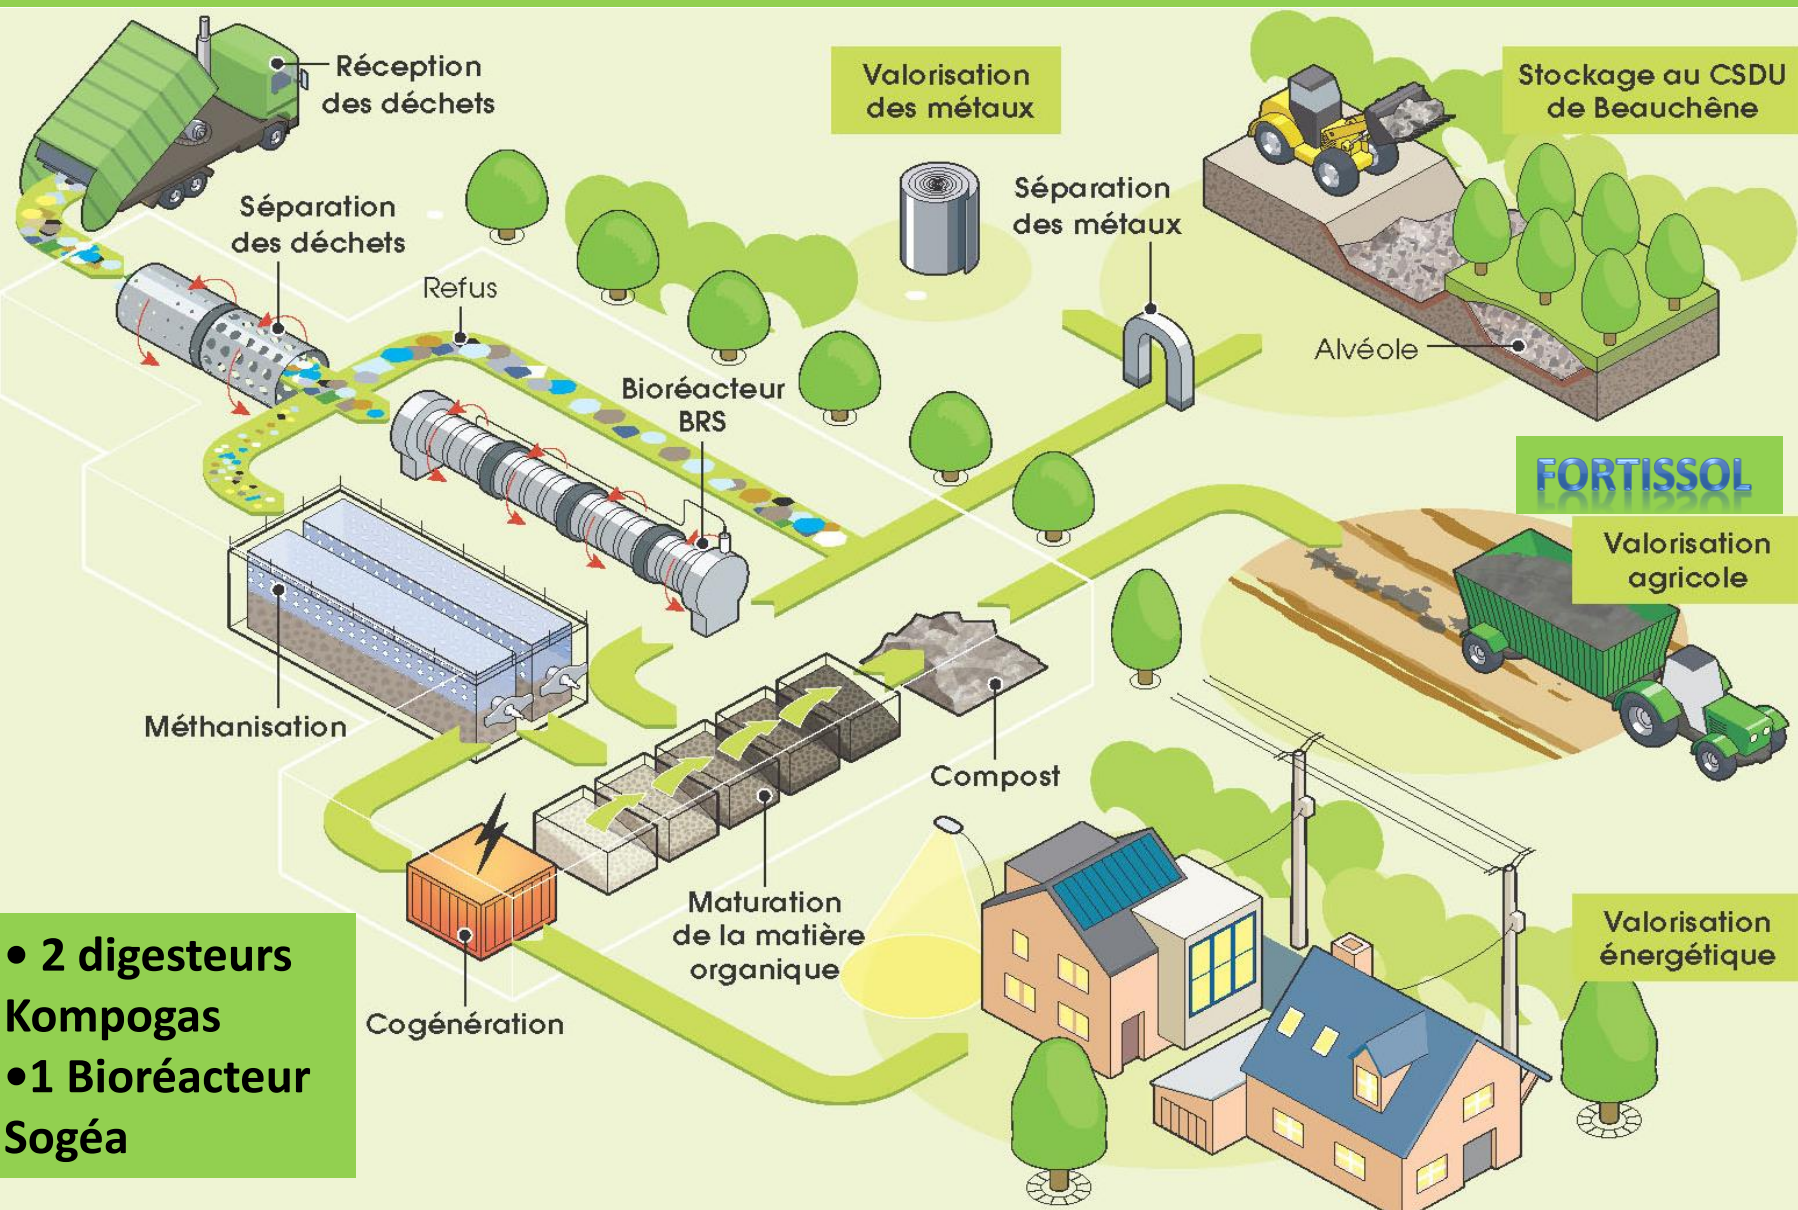 Réception
des déchets
Valorisation
des métaux
Stockage au CSDU
de Beauchêne
Séparation
des déchets
Séparation
des métaux
Refus
Alvéole
Bioréacteur
BRS
FORTISSOL
Valorisation
agricole
Méthanisation
Compost
Maturation
de la matière
organique
Valorisation
énergétique
Cogénération
• 2 digesteurs
Kompogas
•1 Bioréacteur
Sogéa